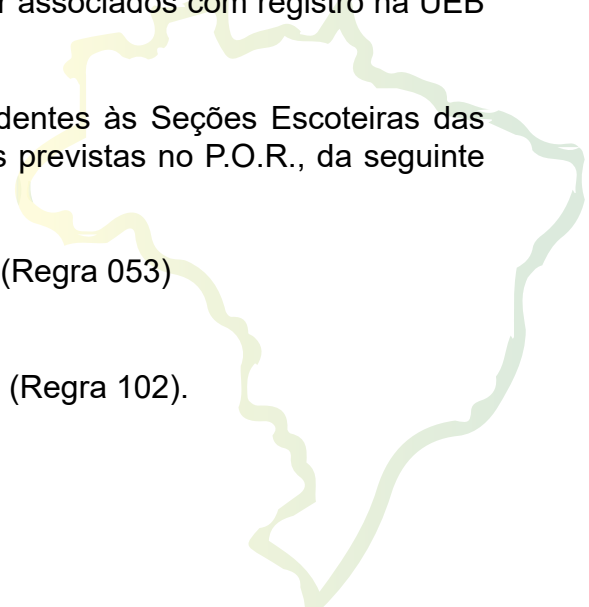 r associados com registro na UEB
dentes às Seções Escoteiras das
s previstas no P.O.R., da seguinte
(Regra 053)
(Regra 102).